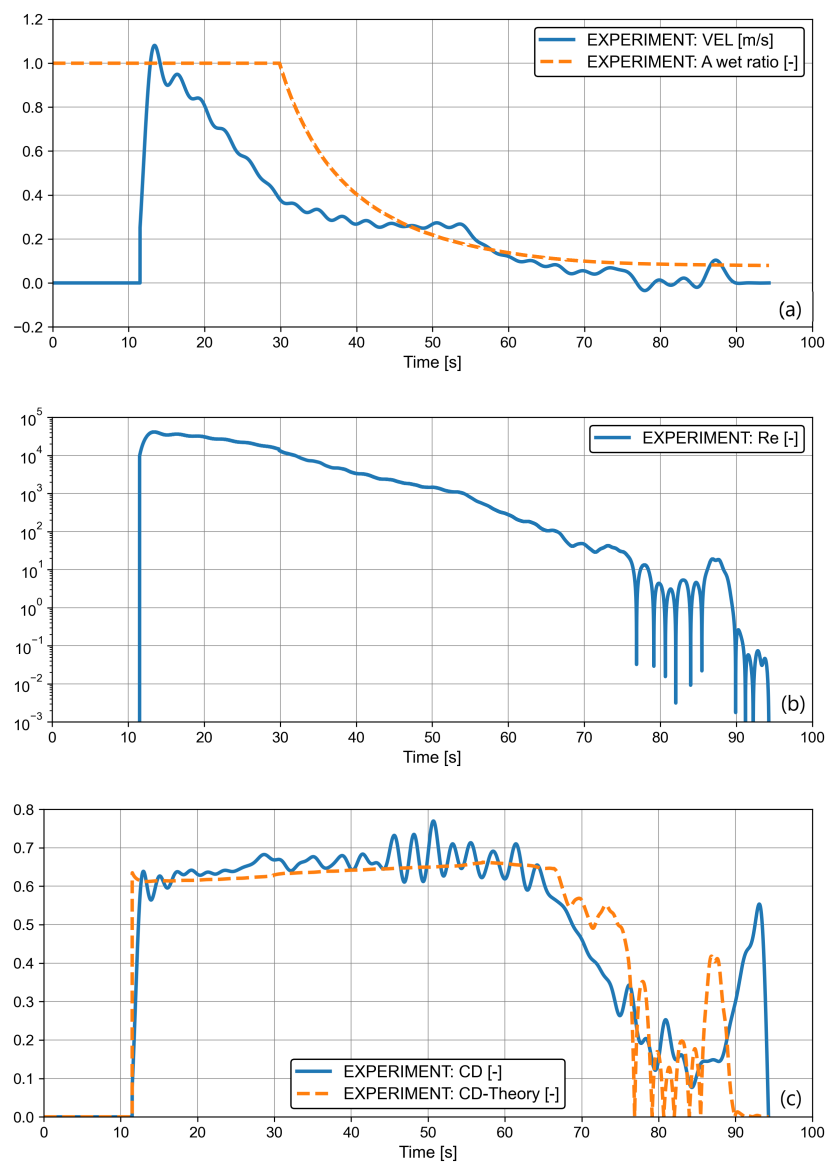 1.2
1.0
0.8
0.6
0.4
0.2
0.0
−0.2
EXPERIMENT: VEL [m/s]
EXPERIMENT: A wet ratio [-]
(a)
0 10 20 30 40 50 60 70 80 90 100
Time [s]
10^5
10^4
10^3
10^2
10^1
10^0
10^−1
10^−2
10^−3
EXPERIMENT: Re [-]
(b)
0 10 20 30 40 50 60 70 80 90 100
Time [s]
0.8
0.7
0.6
0.5
0.4
0.3
0.2
0.1
0.0
EXPERIMENT: CD [-]
EXPERIMENT: CD-Theory [-]
(c)
0 10 20 30 40 50 60 70 80 90 100
Time [s]